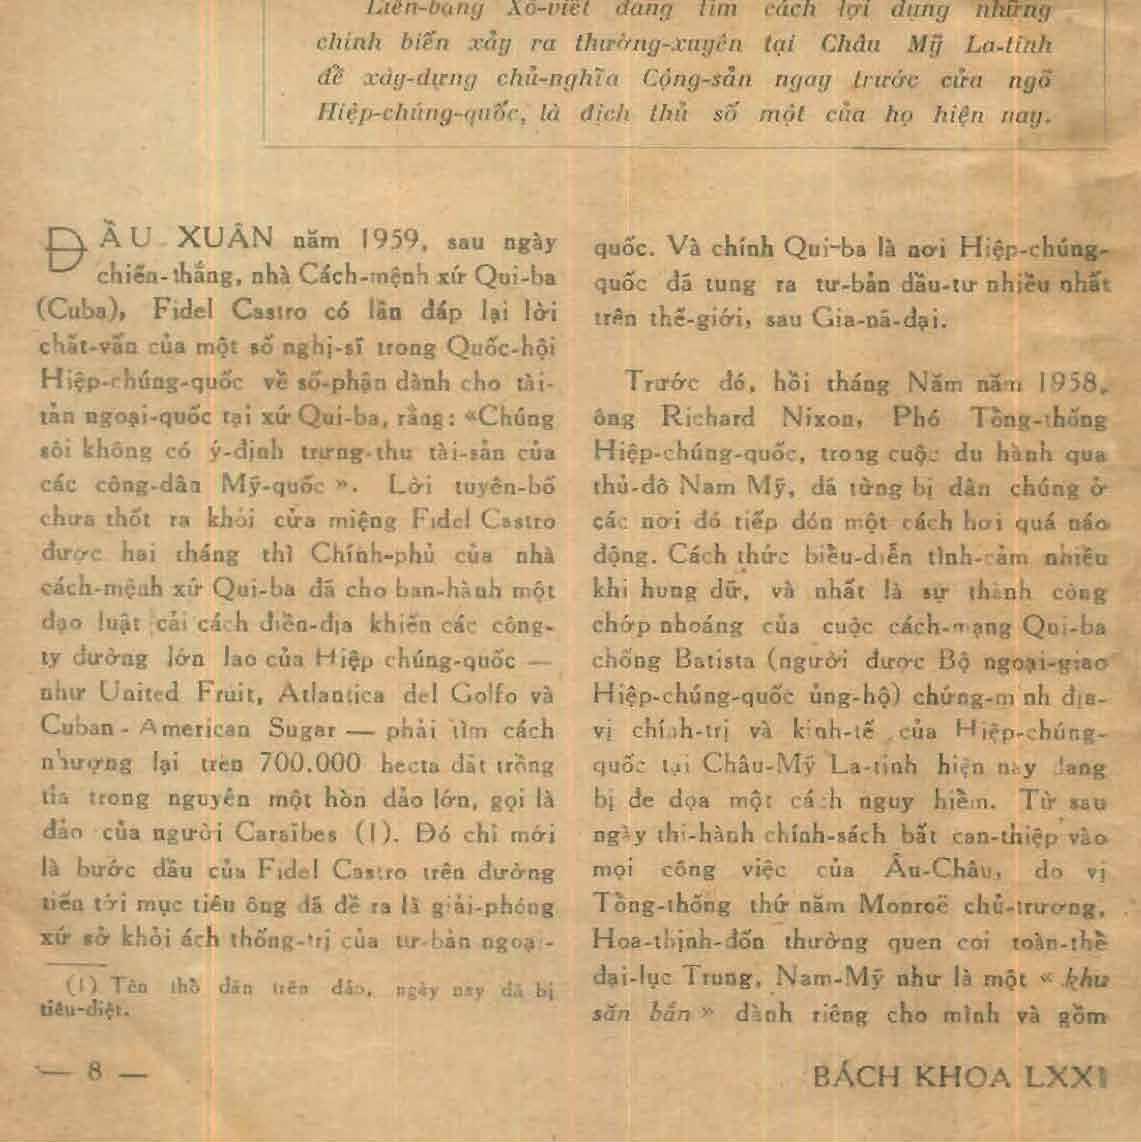 Liên-bang Xô-viết đang tìm cách lợi dụng những
chính biến xảy ra thường-xuyên tại Châu Mỹ La-tinh
để xây-dựng chủ-nghĩa Cộng-sản ngay trước cửa ngõ
Hiệp-chúng-quốc, là địch thủ số một của họ hiện nay.
ĐẦU XUÂN năm 1959, sau ngày
chiến-thắng, nhà Cách-mệnh xứ Qui-ba
(Cuba), Fidel Castro có lần đáp lại lời
chất-vấn của một số nghị-sĩ trong Quốc-hội
Hiệp-chúng-quốc về số-phận dành cho tài-
sản ngoại-quốc tại xứ Qui-ba, rằng: «Chúng
tôi không có ý-định trưng-thu tài-sản của
các công-dân Mỹ-quốc ». Lời tuyên-bố
chưa thốt ra khỏi cửa miệng Fidel Castro
được hai tháng thì Chính-phủ của nhà
cách-mệnh xứ Qui-ba đã cho ban-hành một
đạo luật cải cách điền-địa khiến các công-
ty đường lớn lao của Hiệp chúng-quốc —
như United Fruit, Atlantica del Golfo và
Cuban - American Sugar — phải tìm cách
nhượng lại trên 700.000 hecta đất trồng
tỉa trong nguyên một hòn đảo lớn, gọi là
đảo của người Caraïbes (1). Đó chỉ mới
là bước đầu của Fidel Castro trên đường
tiến tới mục tiêu ông đã đề ra là giải-phóng
xứ sở khỏi ách thống-trị của tư-bản ngoại-
(1) Tên thổ dân trên đảo, ngày nay đã bị
tiêu-diệt.
— 8 —
quốc. Và chính Qui-ba là nơi Hiệp-chúng-
quốc đã tung ra tư-bản đầu-tư nhiều nhất
trên thế-giới, sau Gia-nã-đại.
Trước đó, hồi tháng Năm năm 1958,
ông Richard Nixon, Phó Tổng-thống
Hiệp-chúng-quốc, trong cuộc du hành qua
thủ-đô Nam Mỹ, đã từng bị dân chúng ở
các nơi đó tiếp đón một cách hơi quá náo
động. Cách thức biểu-diễn tình-cảm nhiều
khi hung dữ, và nhất là sự thành công
chớp nhoáng của cuộc cách-mạng Qui-ba
chống Batista (người được Bộ ngoại-giao
Hiệp-chúng-quốc ủng-hộ) chứng-minh địa-
vị chính-trị và kinh-tế của Hiệp-chúng-
quốc tại Châu-Mỹ La-tinh hiện nay đang
bị đe dọa một cách nguy hiểm. Từ sau
ngày thi-hành chính-sách bất can-thiệp vào
mọi công việc của Âu-Châu, do vị
Tổng-thống thứ năm Monroë chủ-trương,
Hoa-thịnh-đốn thường quen coi toàn-thể
đại-lục Trung, Nam-Mỹ như là một « khu
săn bắn » dành riêng cho mình và gồm
BÁCH KHOA LXXI